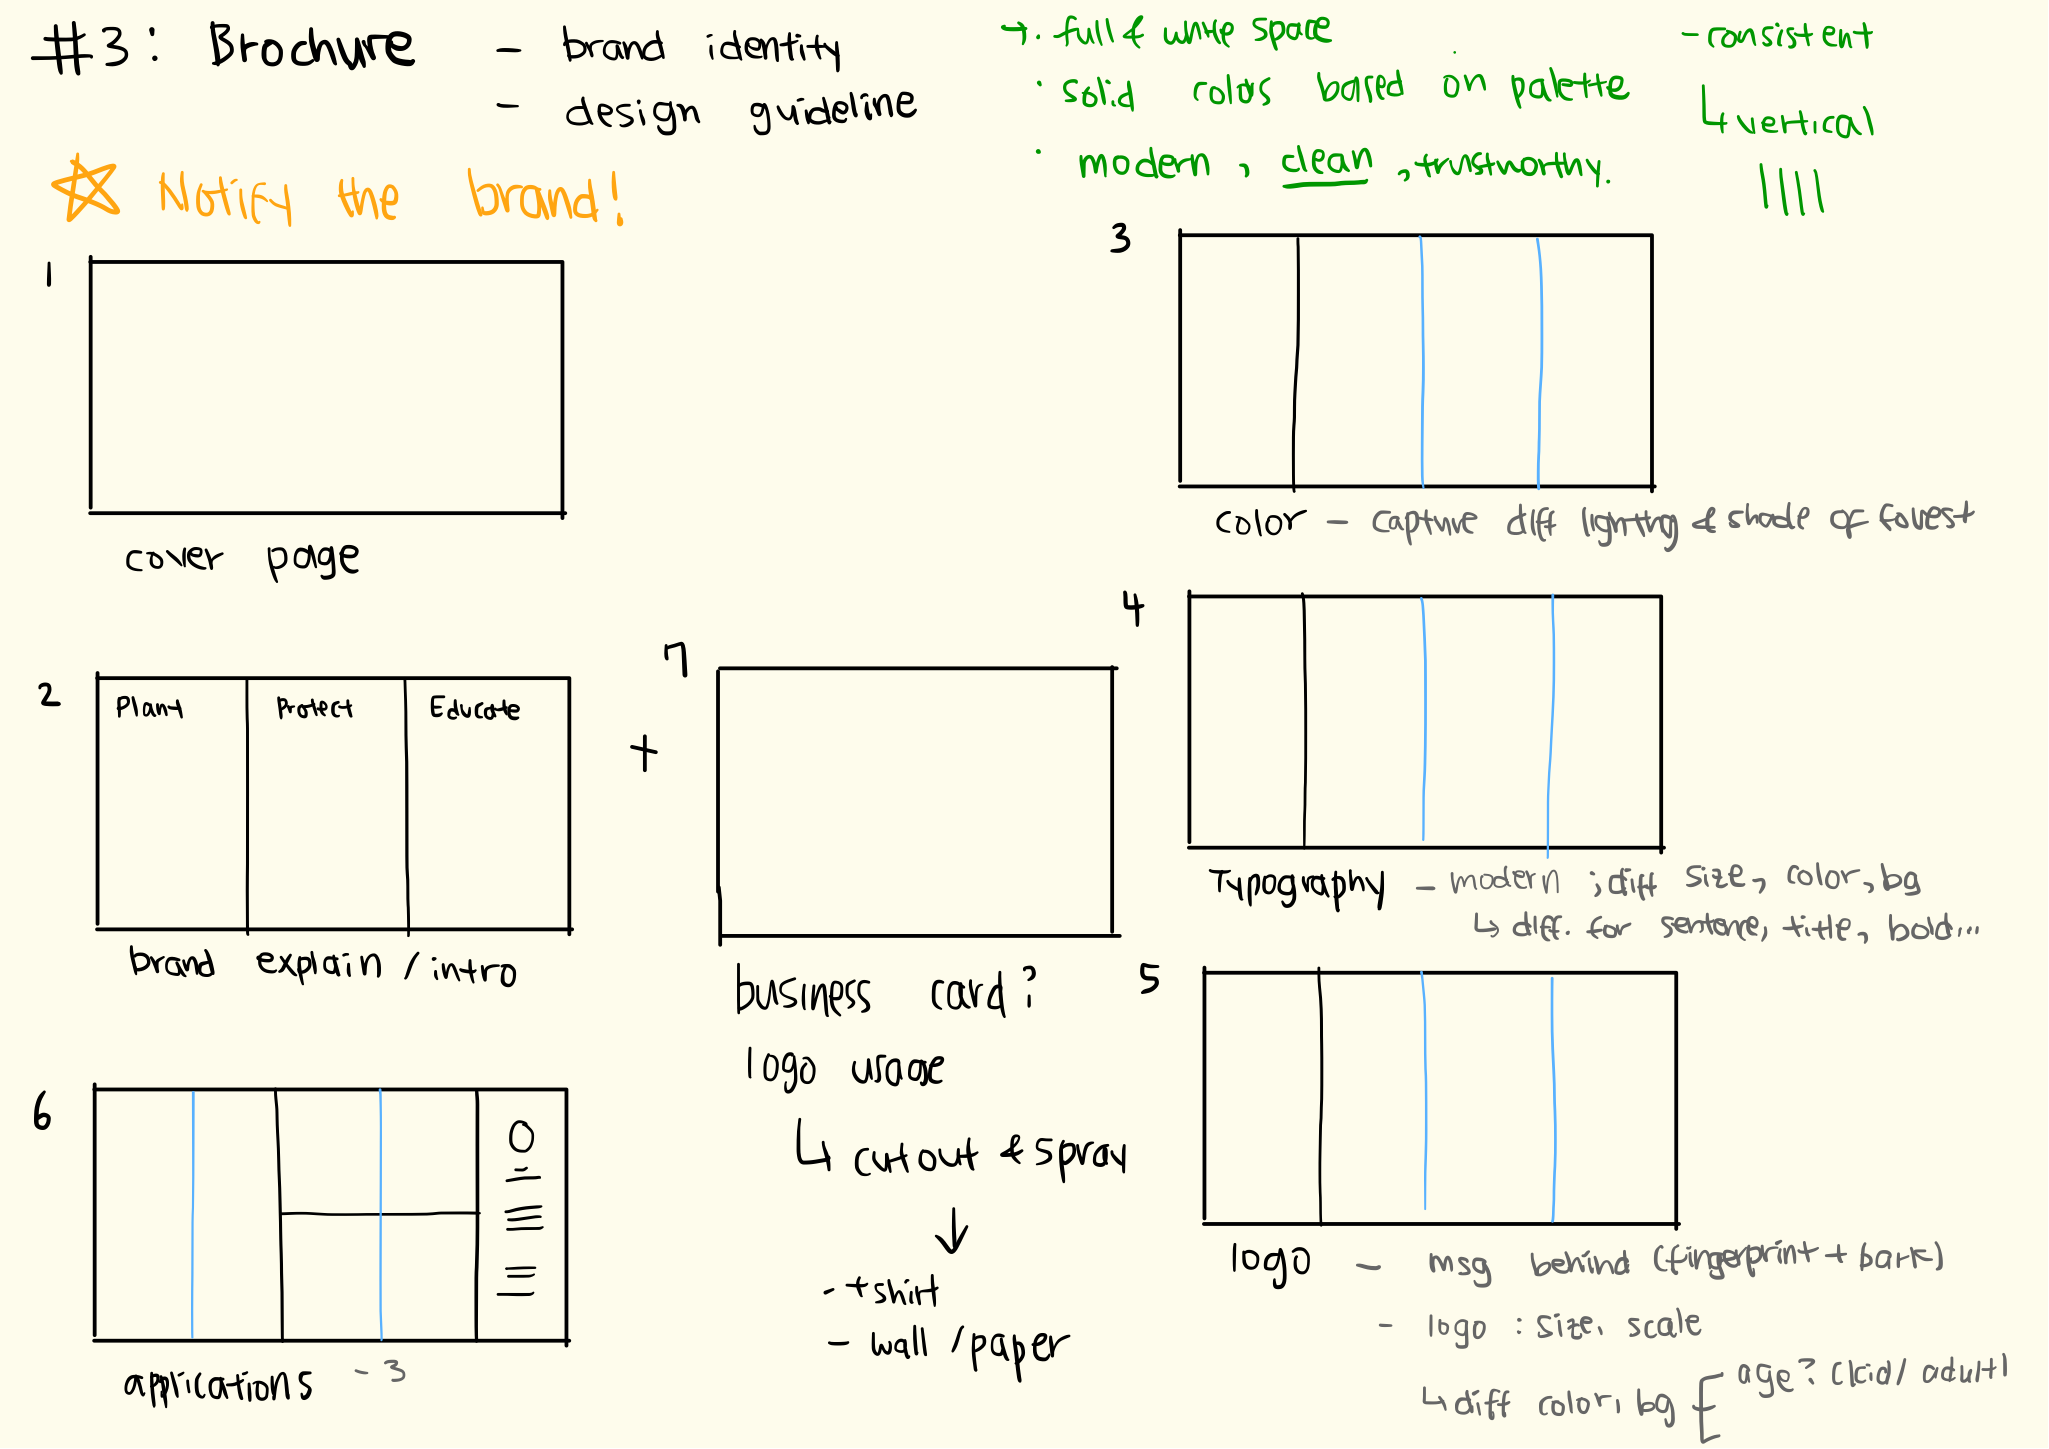 #3: Brochure - brand identity
- design guideline
☆ Notify the brand!
→ · full & white space
· solid colors based on palette
· modern, clean, trustworthy.
- consistent
↳ vertical
1
cover page
2
Plant Protect Educate
brand explain / intro
3
color - capture diff lighting & shade of forest
4
Typography - modern ; diff size, color, bg
↳ diff. for sentence, title, bold...
5
logo - msg behind (fingerprint + bark)
- logo : size, scale
↳ diff color, bg [ age? (kid/adult)
6
applications - 3
+
7
business card?
logo usage
↳ cutout & spray
↓
- tshirt
- wall / paper